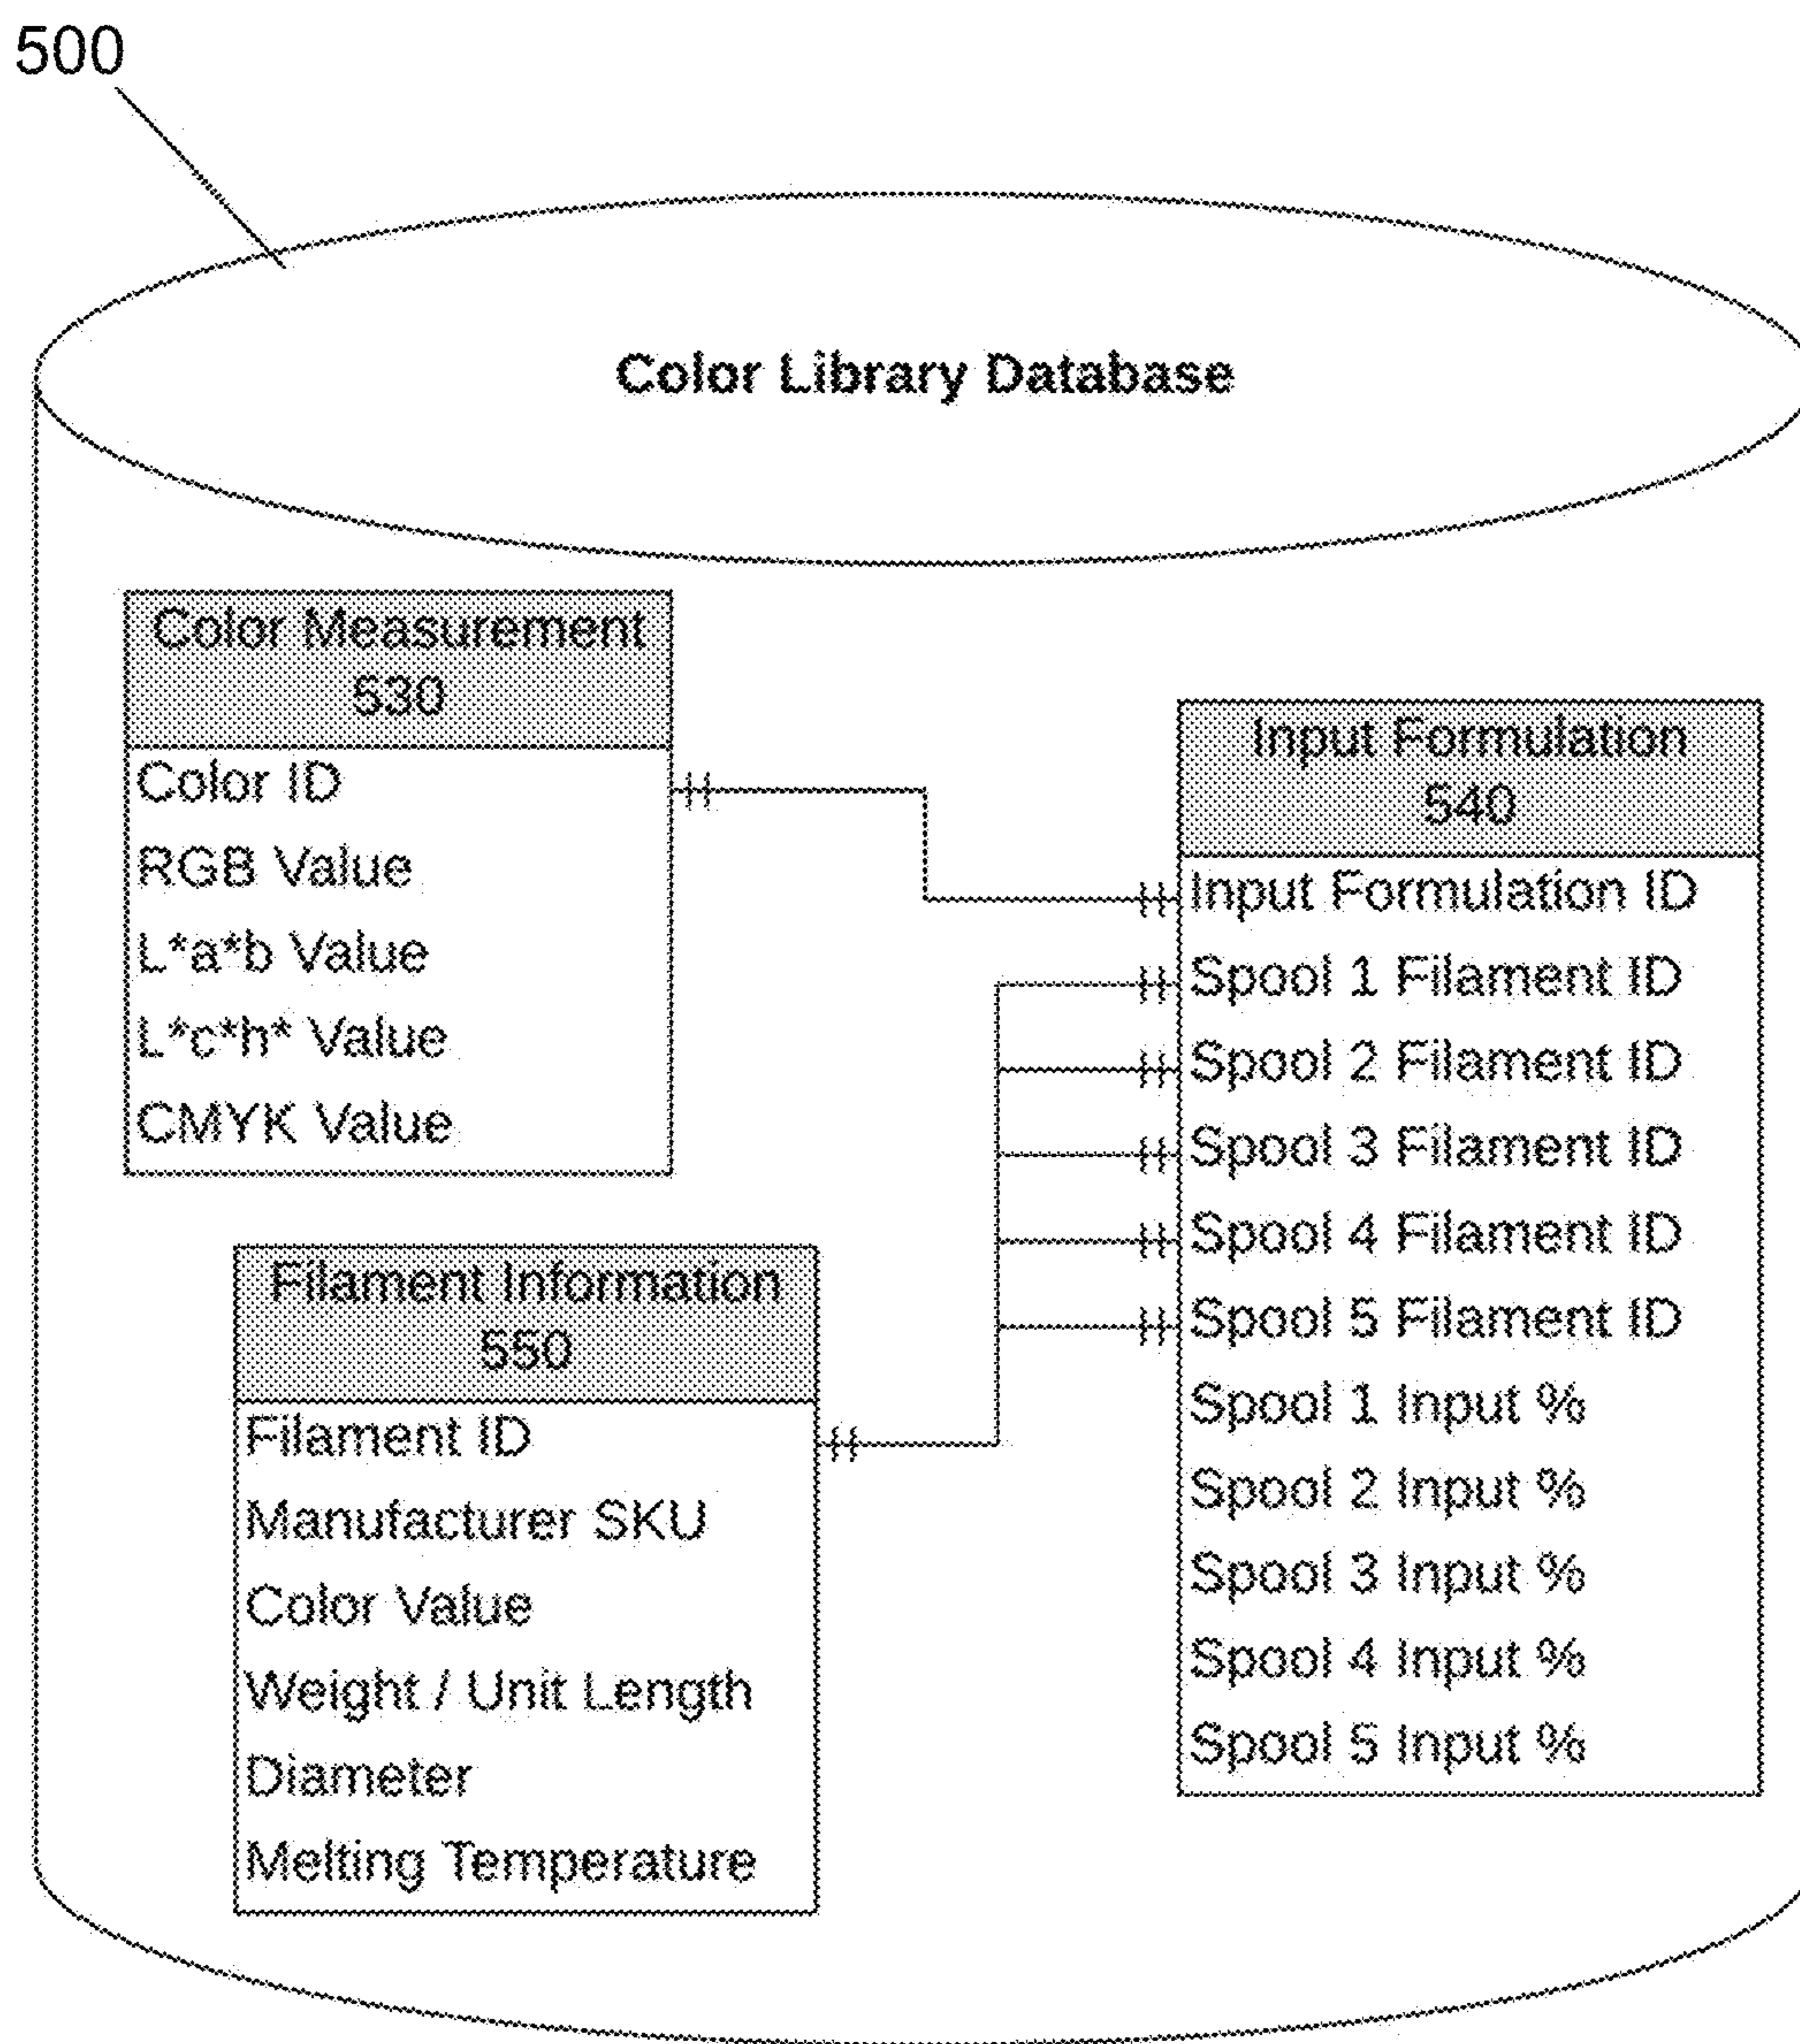 500
Color Library Database
Color Measurement
530
Color ID
RGB Value
L*a*b Value
L*c*h* Value
CMYK Value
Input Formulation
540
Input Formulation ID
Spool 1 Filament ID
Spool 2 Filament ID
Spool 3 Filament ID
Spool 4 Filament ID
Spool 5 Filament ID
Spool 1 Input %
Spool 2 Input %
Spool 3 Input %
Spool 4 Input %
Spool 5 Input %
Filament Information
550
Filament ID
Manufacturer SKU
Color Value
Weight / Unit Length
Diameter
Melting Temperature